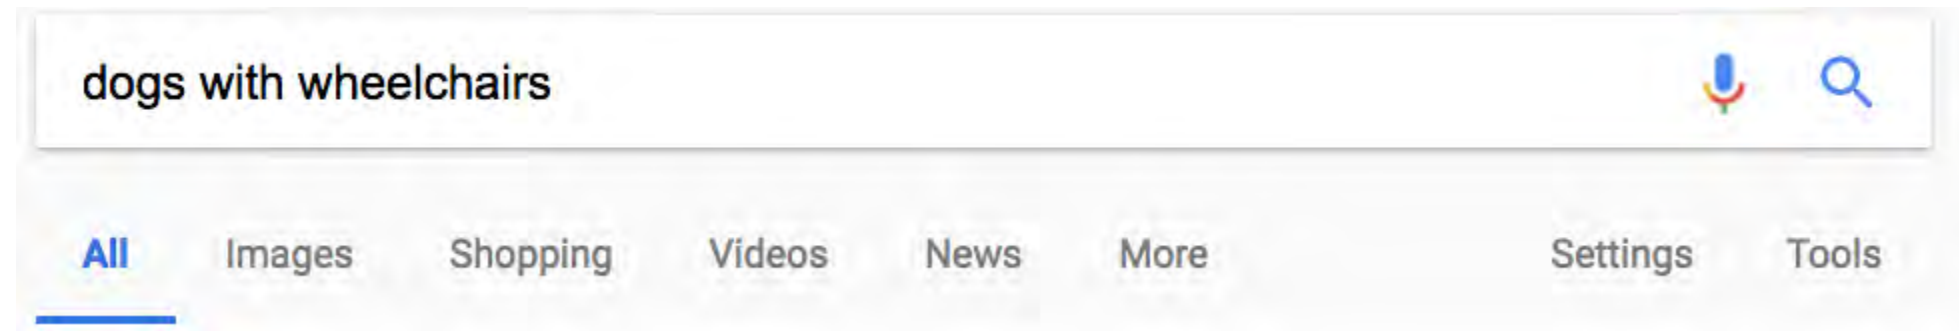 dogs with wheelchairs
All Images Shopping Videos News More Settings Tools